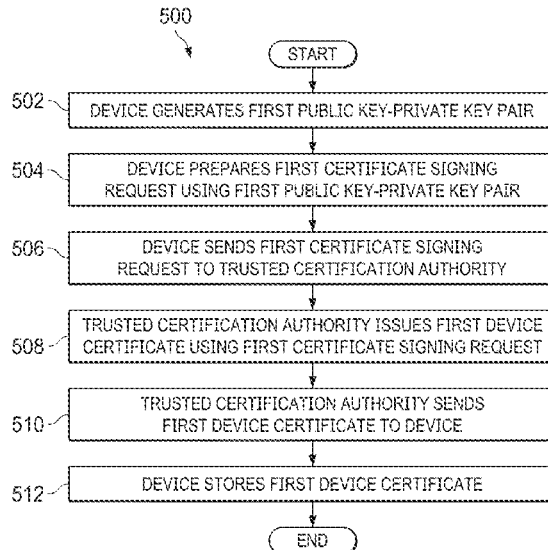 500
START
502
DEVICE GENERATES FIRST PUBLIC KEY-PRIVATE KEY PAIR
504
DEVICE PREPARES FIRST CERTIFICATE SIGNING
REQUEST USING FIRST PUBLIC KEY-PRIVATE KEY PAIR
506
DEVICE SENDS FIRST CERTIFICATE SIGNING
REQUEST TO TRUSTED CERTIFICATION AUTHORITY
508
TRUSTED CERTIFICATION AUTHORITY ISSUES FIRST DEVICE
CERTIFICATE USING FIRST CERTIFICATE SIGNING REQUEST
510
TRUSTED CERTIFICATION AUTHORITY SENDS
FIRST DEVICE CERTIFICATE TO DEVICE
512
DEVICE STORES FIRST DEVICE CERTIFICATE
END